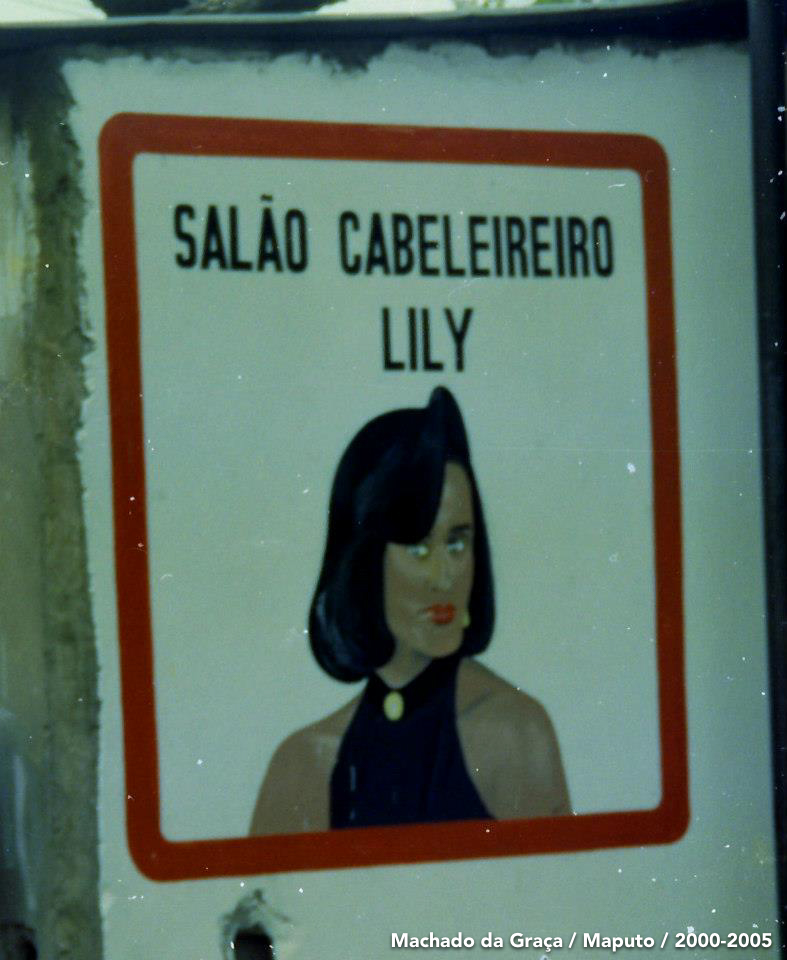 SALÃO CABELEIREIRO
LILY
Machado da Graça / Maputo / 2000-2005